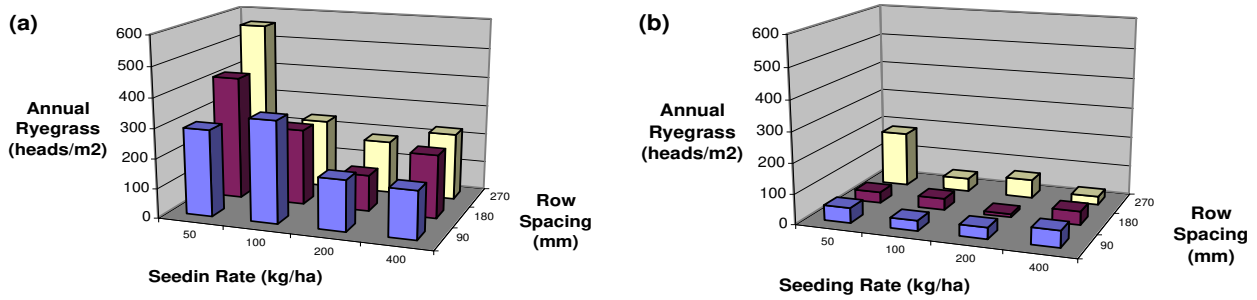 (a)
600
500
400
300
200
100
0
Annual
Ryegrass
(heads/m2)
50
100
200
400
270
180
90
Row
Spacing
(mm)
Seedin Rate (kg/ha)
(b)
600
500
400
300
200
100
0
Annual
Ryegrass
(heads/m2)
50
100
200
400
270
180
90
Row
Spacing
(mm)
Seeding Rate (kg/ha)